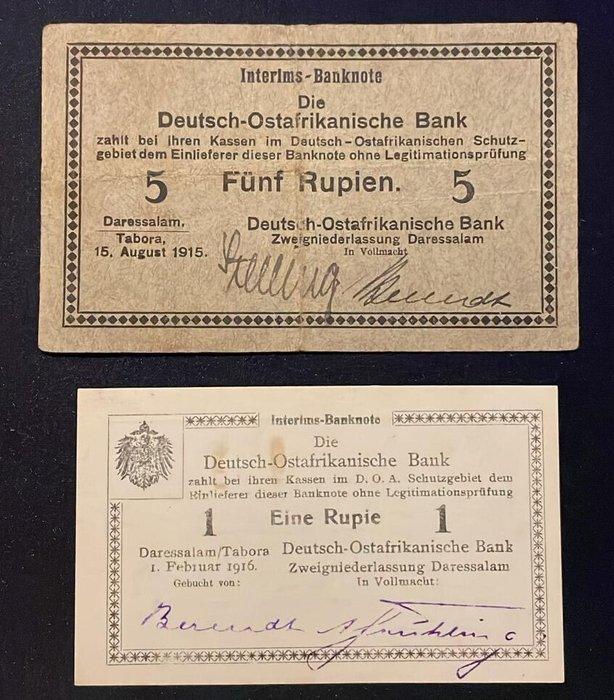 Interims-Banknote
Die
Deutsch-Ostafrikanische Bank
zahlt bei ihren Kassen im Deutsch-Ostafrikanischen Schutz-
gebiet dem Einlieferer dieser Banknote ohne Legitimationsprüfung
5 Fünf Rupien. 5
Daressalam, Deutsch-Ostafrikanische Bank
Tabora, Zweigniederlassung Daressalam
15. August 1915. In Vollmacht
Berendt
Interims-Banknote
Die
Deutsch-Ostafrikanische Bank
zahlt bei ihren Kassen im D. O. A. Schutzgebiet dem
Einlieferer dieser Banknote ohne Legitimationsprüfung
1 Eine Rupie 1
Daressalam/Tabora Deutsch-Ostafrikanische Bank
1. Februar 1916. Zweigniederlassung Daressalam
Gebucht von: In Vollmacht:
Berendt